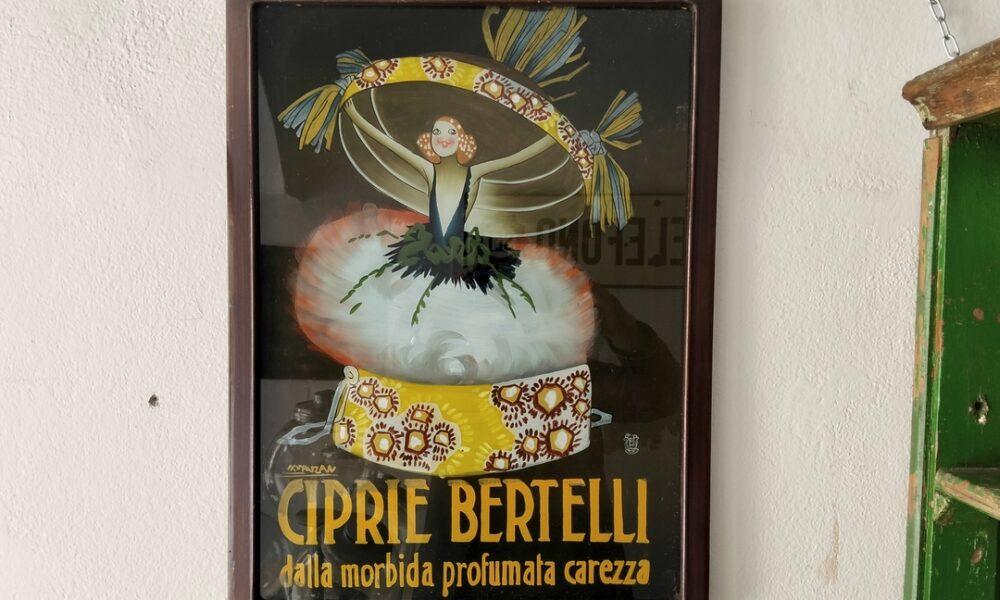 CIPRIE BERTELLI
dalla morbida profumata carezza